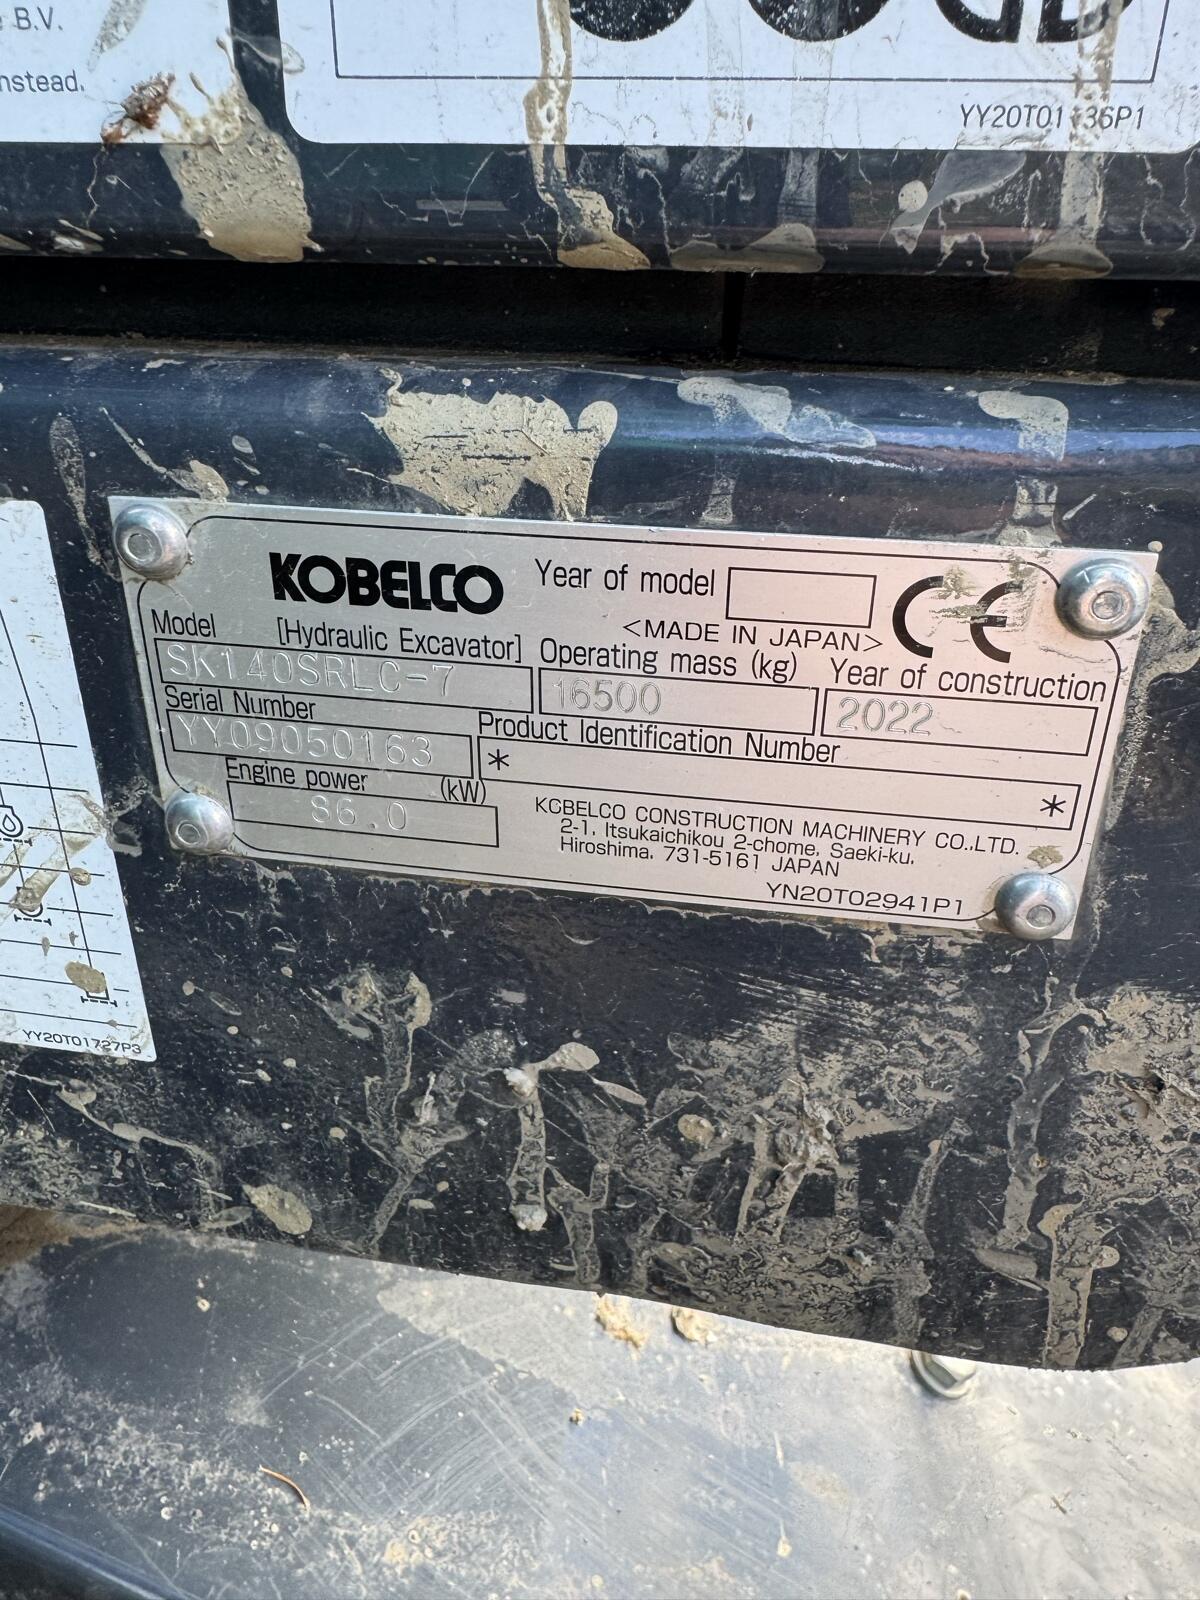 B.V.
nstead.
YY20T01136P1
KOBELCO
Year of model
<MADE IN JAPAN>
CE
Model [Hydraulic Excavator]
SK140SRLC-7
Operating mass (kg)
16500
Year of construction
2022
Serial Number
YY09050163
Product Identification Number
* *
Engine power (kW)
86.0
KOBELCO CONSTRUCTION MACHINERY CO.,LTD.
2-1, Itsukaichikou 2-chome, Saeki-ku,
Hiroshima, 731-5161 JAPAN
YN20T02941P1
YY20T01727P3